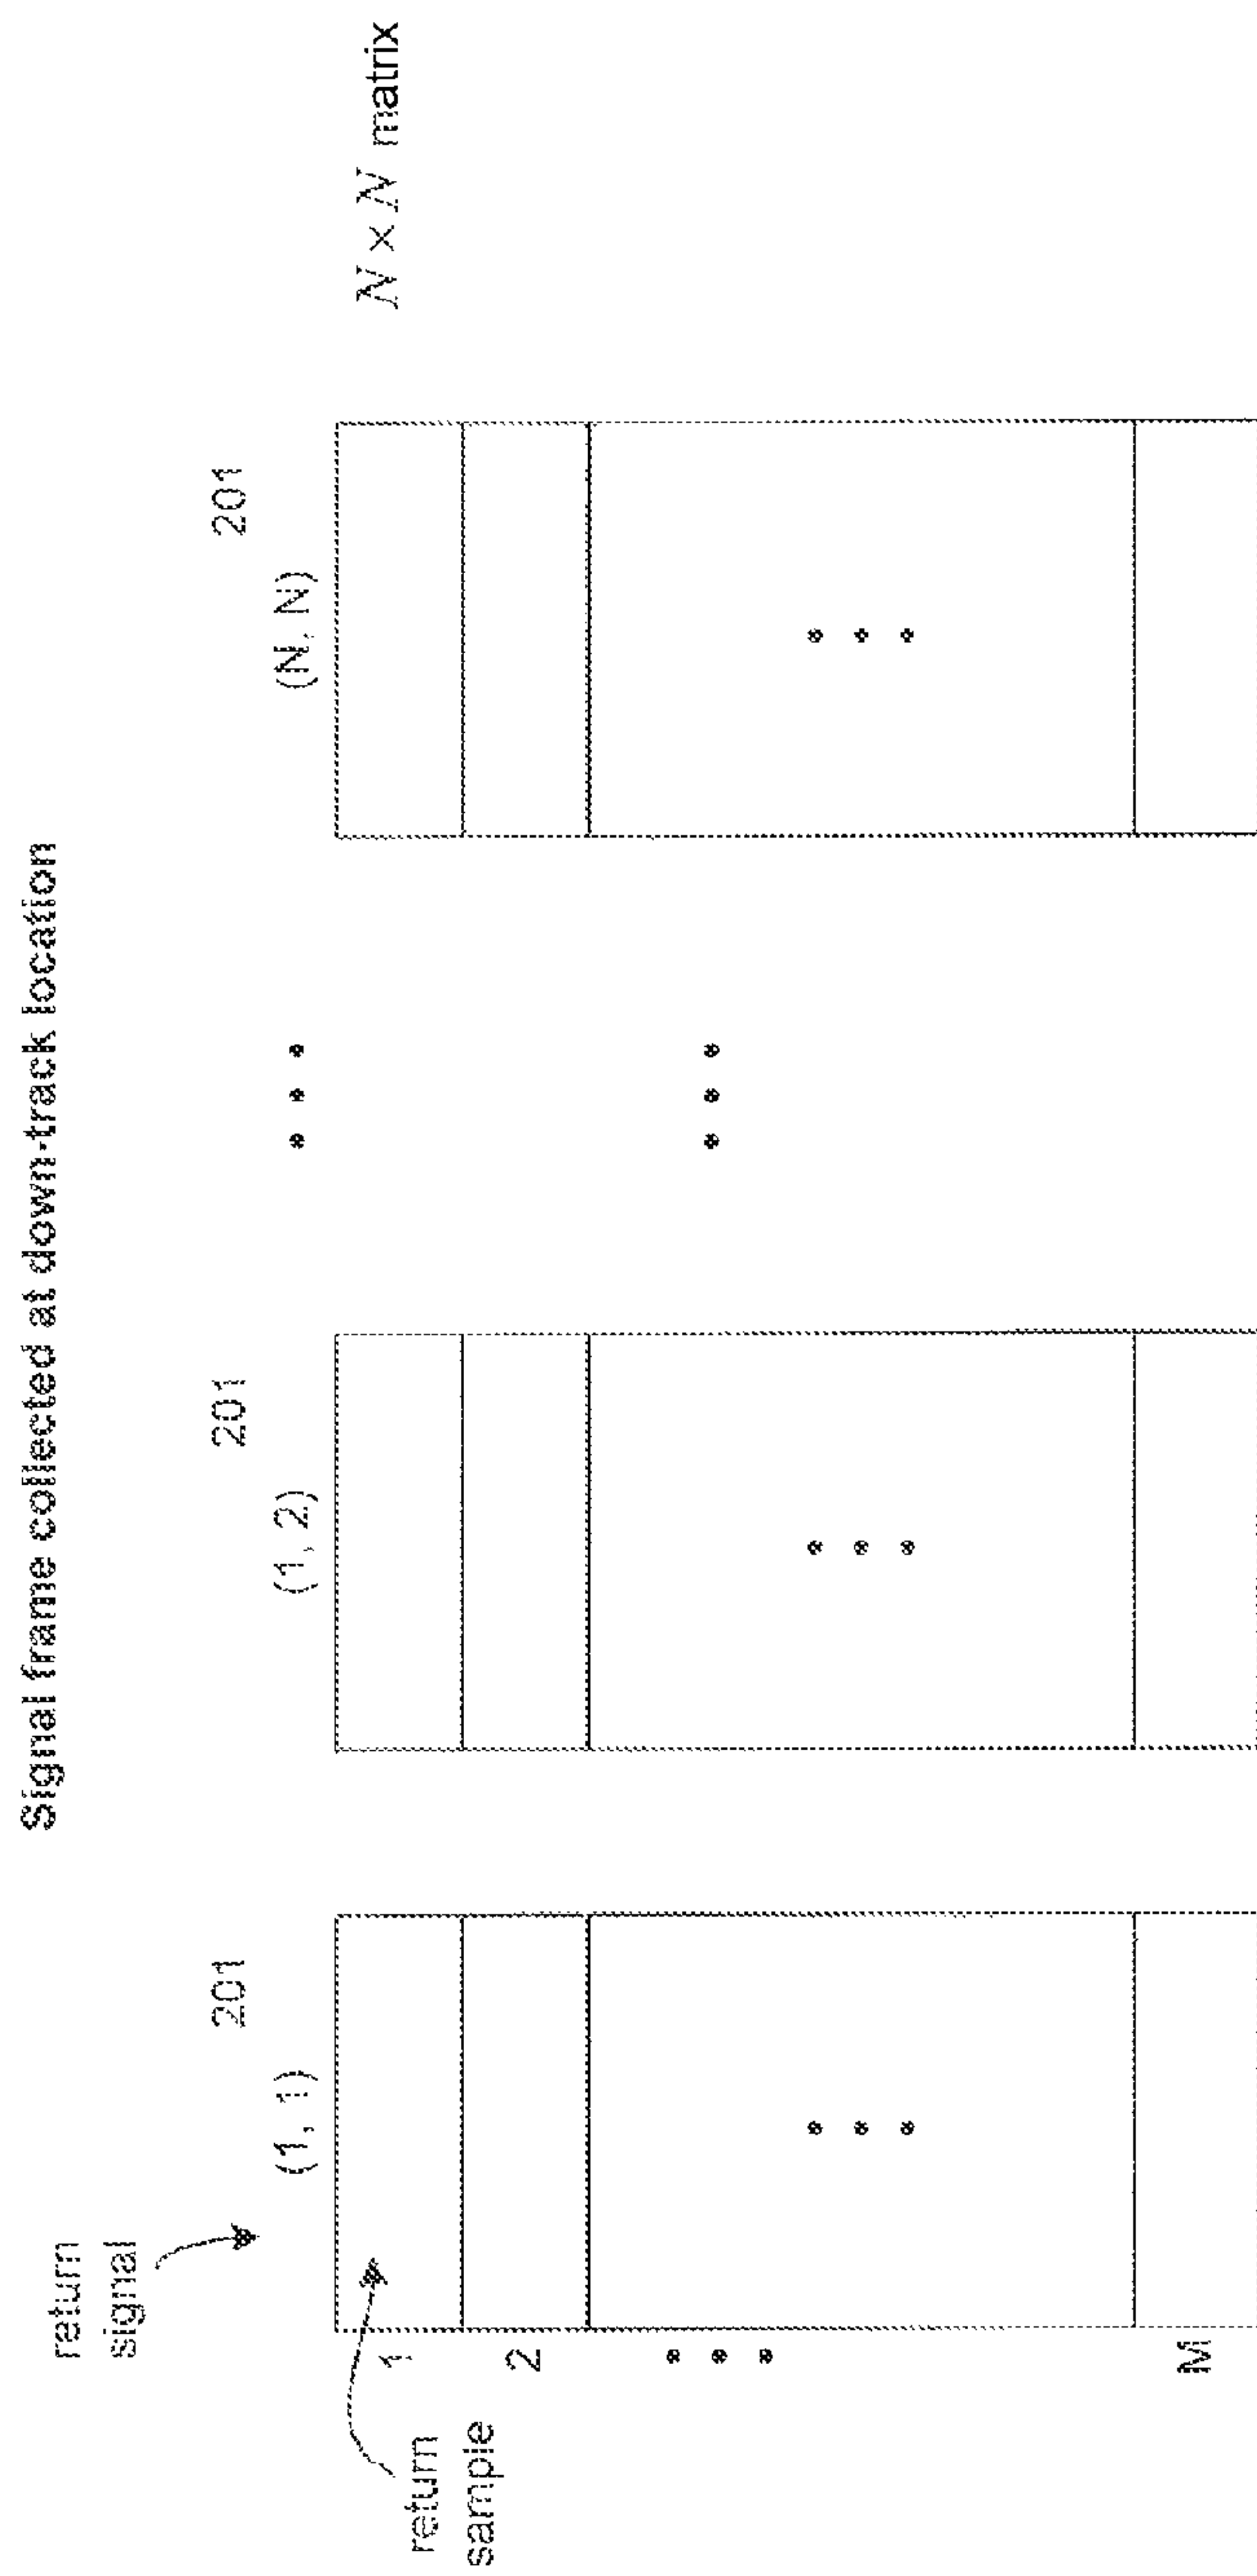 Signal frame collected at down-track location
return
signal
201
201
201
(1, 1)
(1, 2)
(N, N)
N × N matrix
return
sample
1
2
M